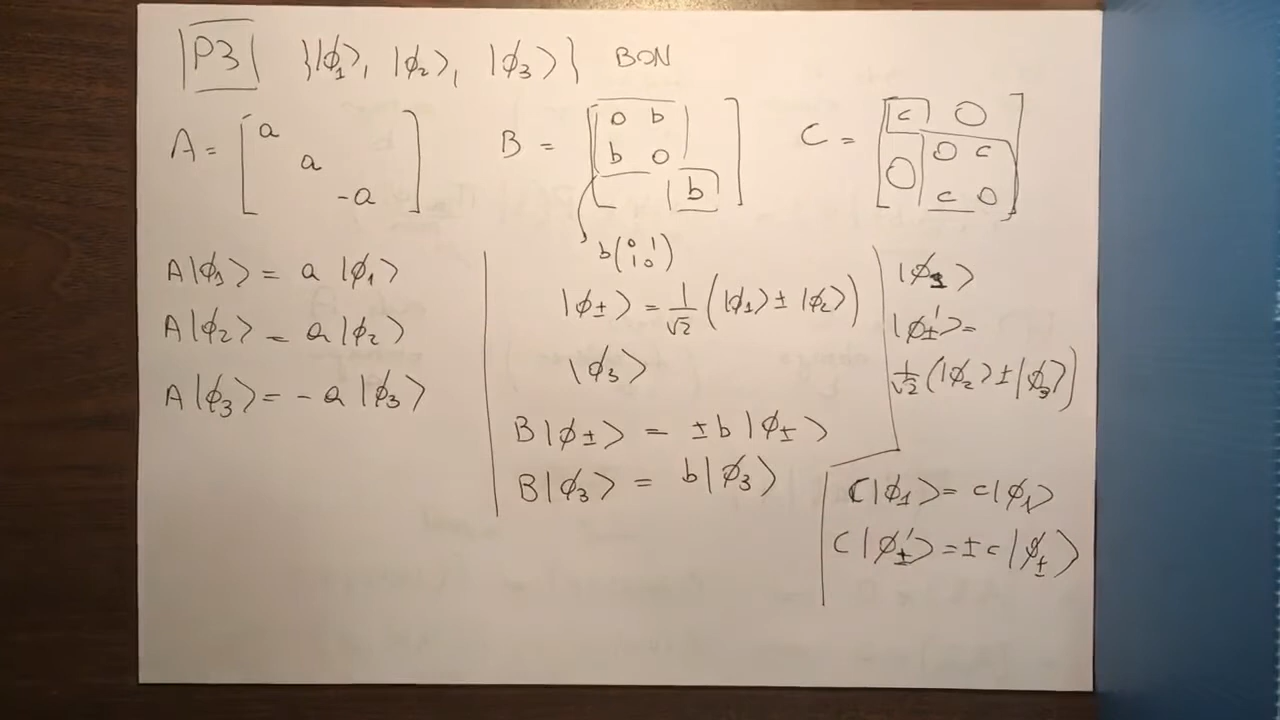 P3 {|ϕ₁⟩, |ϕ₂⟩, |ϕ₃⟩} BON
A = [ a
a
-a ]
B = [ 0 b
b 0
b ]
C = [ c 0
0 0 c
c 0 ]
b(0 1
1 0)
A|ϕ₁⟩ = a |ϕ₁⟩
A|ϕ₂⟩ = a |ϕ₂⟩
A|ϕ₃⟩ = - a |ϕ₃⟩
|ϕ±⟩ = 1/√2 (|ϕ₁⟩ ± |ϕ₂⟩)
|ϕ₃⟩
B|ϕ±⟩ = ±b|ϕ±⟩
B|ϕ₃⟩ = b|ϕ₃⟩
|ϕ₁⟩
|ϕ±'⟩ =
1/√2 (|ϕ₂⟩ ± |ϕ₃⟩)
C|ϕ₁⟩ = c|ϕ₁⟩
C|ϕ±'⟩ = ±c|ϕ±'⟩